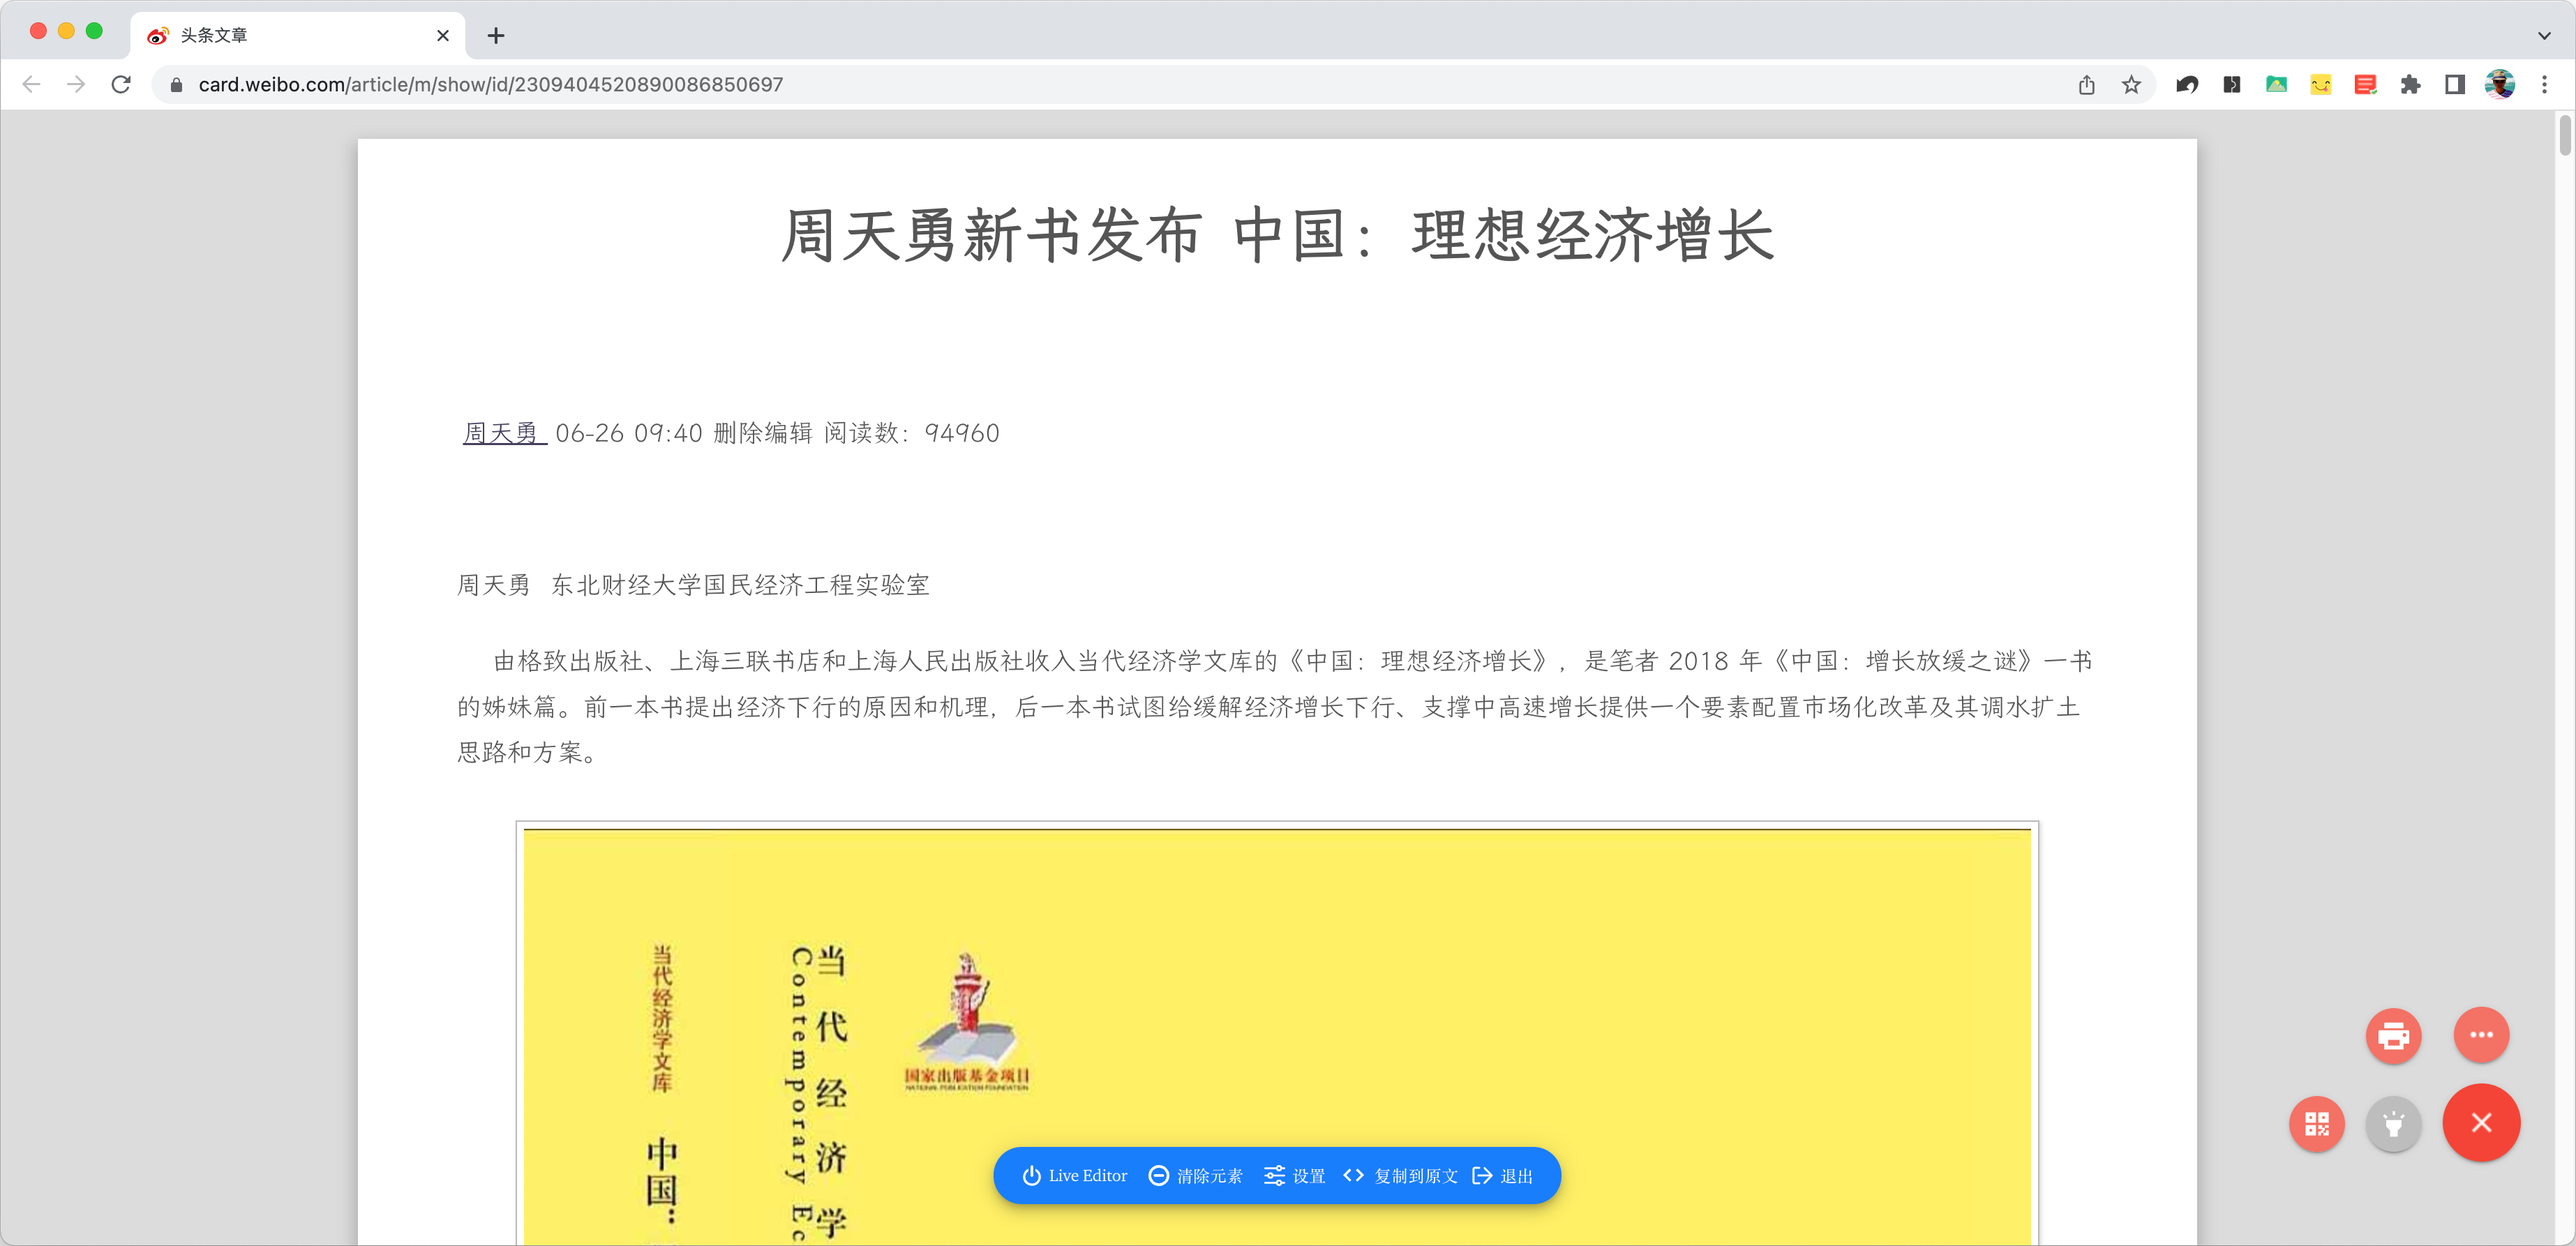 头条文章
card.weibo.com/article/m/show/id/2309404520890086850697
周天勇新书发布 中国：理想经济增长
周天勇 06-26 09:40 删除编辑 阅读数：94960
周天勇 东北财经大学国民经济工程实验室
由格致出版社、上海三联书店和上海人民出版社收入当代经济学文库的《中国：理想经济增长》，是笔者 2018 年《中国：增长放缓之谜》一书
的姊妹篇。前一本书提出经济下行的原因和机理，后一本书试图给缓解经济增长下行、支撑中高速增长提供一个要素配置市场化改革及其调水扩土
思路和方案。
当代经济学文库
中国：
当代经济学
Contemporary Ec
国家出版基金项目
NATIONAL PUBLICATION FOUNDATION
Live Editor 清除元素 设置 复制到原文 退出